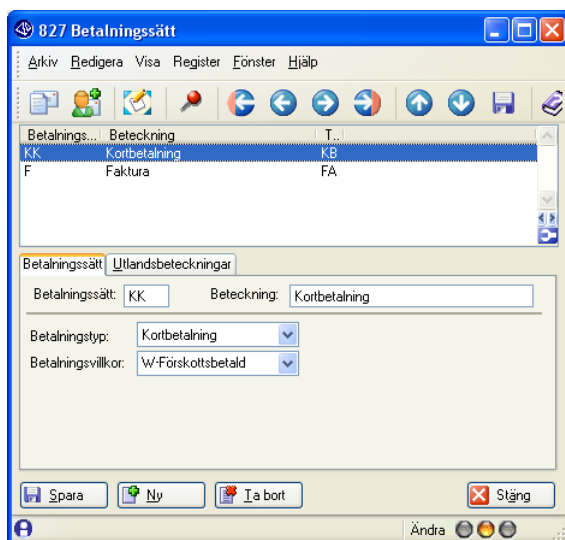 827 Betalningssätt
Arkiv Redigera Visa Register Fönster Hjälp
Betalnings... Beteckning T..
KK Kortbetalning KB
F Faktura FA
Betalningssätt Utlandsbeteckningar
Betalningssätt: KK Beteckning: Kortbetalning
Betalningstyp: Kortbetalning
Betalningsvillkor: W-Förskottsbetald
Spara Ny Ta bort Stäng
Ändra